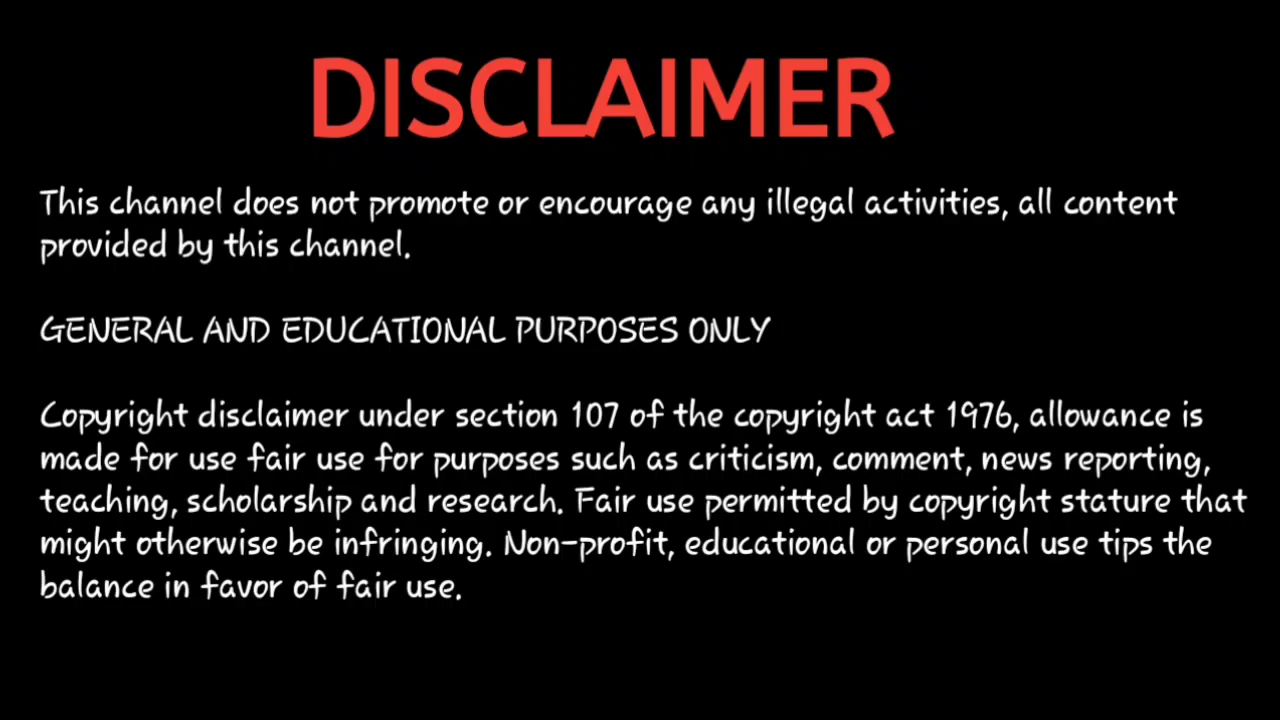 DISCLAIMER
This channel does not promote or encourage any illegal activities, all content
provided by this channel.
GENERAL AND EDUCATIONAL PURPOSES ONLY
Copyright disclaimer under section 107 of the copyright act 1976, allowance is
made for use fair use for purposes such as criticism, comment, news reporting,
teaching, scholarship and research. Fair use permitted by copyright stature that
might otherwise be infringing. Non-profit, educational or personal use tips the
balance in favor of fair use.